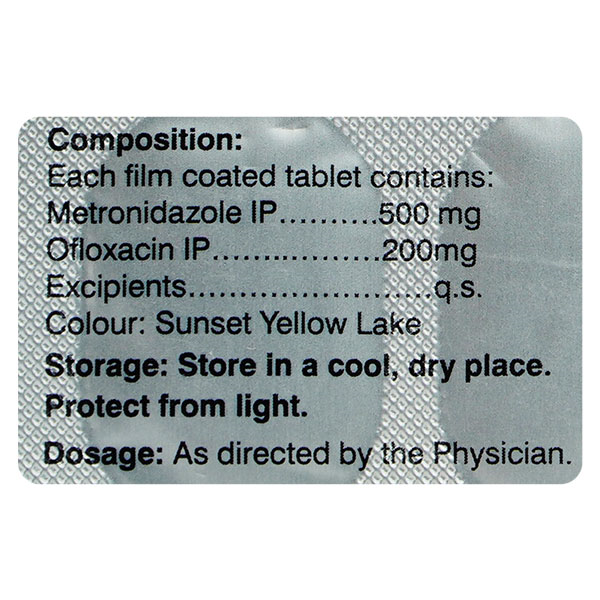 Composition:
Each film coated tablet contains:
Metronidazole IP..........500 mg
Ofloxacin IP.................200mg
Excipients.........................q.s.
Colour: Sunset Yellow Lake
Storage: Store in a cool, dry place.
Protect from light.
Dosage: As directed by the Physician.